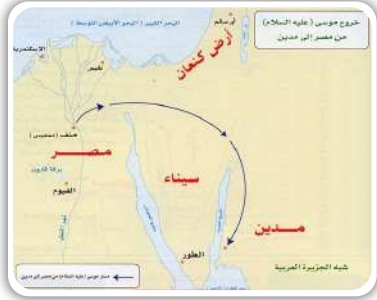 خروج موسى (عليه السلام)
من مصر إلى مدين
البحر الكبير (البحر الأبيض المتوسط)
أورسالم
أرض كنعان
الإسكندرية
منف (ممفيس)
مصر
بركة قارون
الفيوم
سيناء
مدين
الطور
شبه الجزيرة العربية
مسار موسى (عليه السلام) من مصر إلى مدين